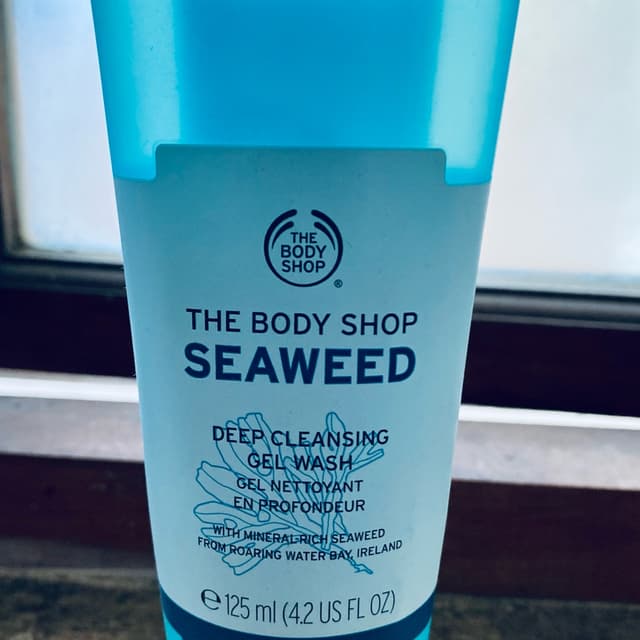 THE
BODY
SHOP
®
THE BODY SHOP
SEAWEED
DEEP CLEANSING
GEL WASH
GEL NETTOYANT
EN PROFONDEUR
WITH MINERAL-RICH SEAWEED
FROM ROARING WATER BAY, IRELAND
℮ 125 ml (4.2 US FL OZ)